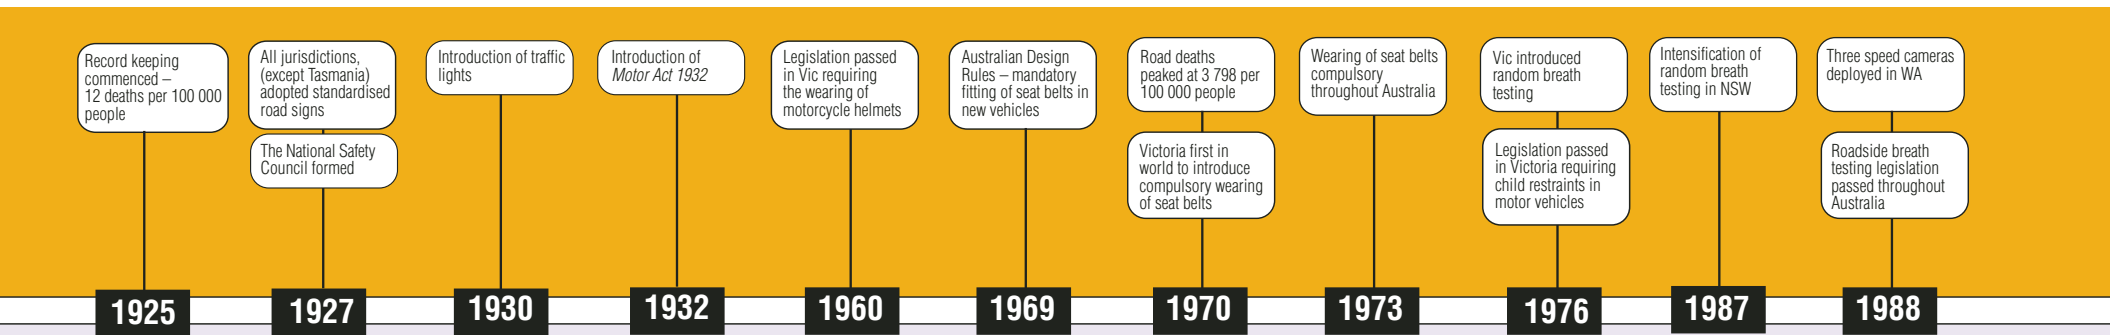 Record keeping
commenced –
12 deaths per 100 000
people
1925
All jurisdictions,
(except Tasmania)
adopted standardised
road signs
The National Safety
Council formed
1927
Introduction of traffic
lights
1930
Introduction of
Motor Act 1932
1932
Legislation passed
in Vic requiring
the wearing of
motorcycle helmets
1960
Australian Design
Rules – mandatory
fitting of seat belts in
new vehicles
1969
Road deaths
peaked at 3 798 per
100 000 people
Victoria first in
world to introduce
compulsory wearing
of seat belts
1970
Wearing of seat belts
compulsory
throughout Australia
1973
Vic introduced
random breath
testing
Legislation passed
in Victoria requiring
child restraints in
motor vehicles
1976
Intensification of
random breath
testing in NSW
1987
Three speed cameras
deployed in WA
Roadside breath
testing legislation
passed throughout
Australia
1988